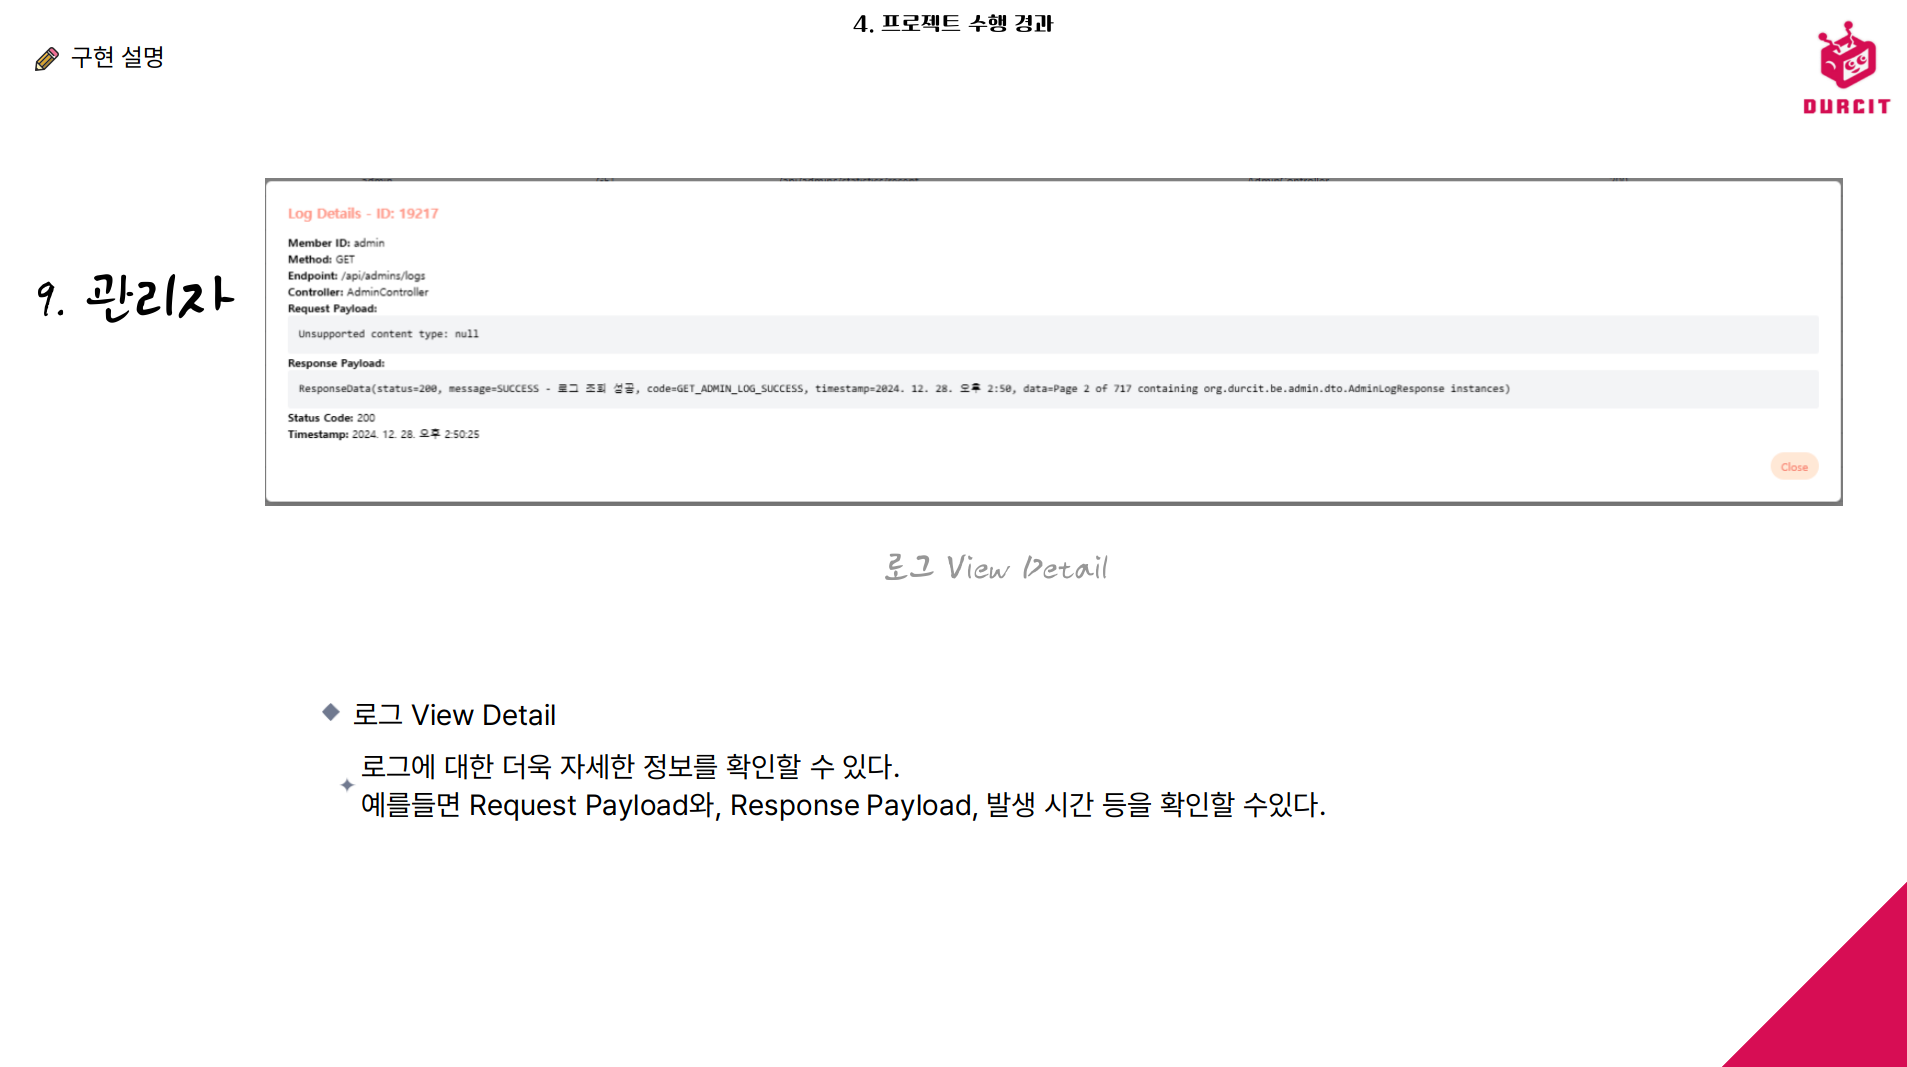 4. 프로젝트 수행 경과
구현 설명
DURCIT
9. 관리자
Log Details - ID: 19217
Member ID: admin
Method: GET
Endpoint: /api/admins/logs
Controller: AdminController
Request Payload:
Unsupported content type: null
Response Payload:
ResponseData(status=200, message=SUCCESS - 로그 조회 성공, code=GET_ADMIN_LOG_SUCCESS, timestamp=2024. 12. 28. 오후 2:50, data=Page 2 of 717 containing org.durcit.be.admin.dto.AdminLogResponse instances)
Status Code: 200
Timestamp: 2024. 12. 28. 오후 2:50:25
Close
로그 View Detail
로그 View Detail
로그에 대한 더욱 자세한 정보를 확인할 수 있다.
예를들면 Request Payload와, Response Payload, 발생 시간 등을 확인할 수있다.